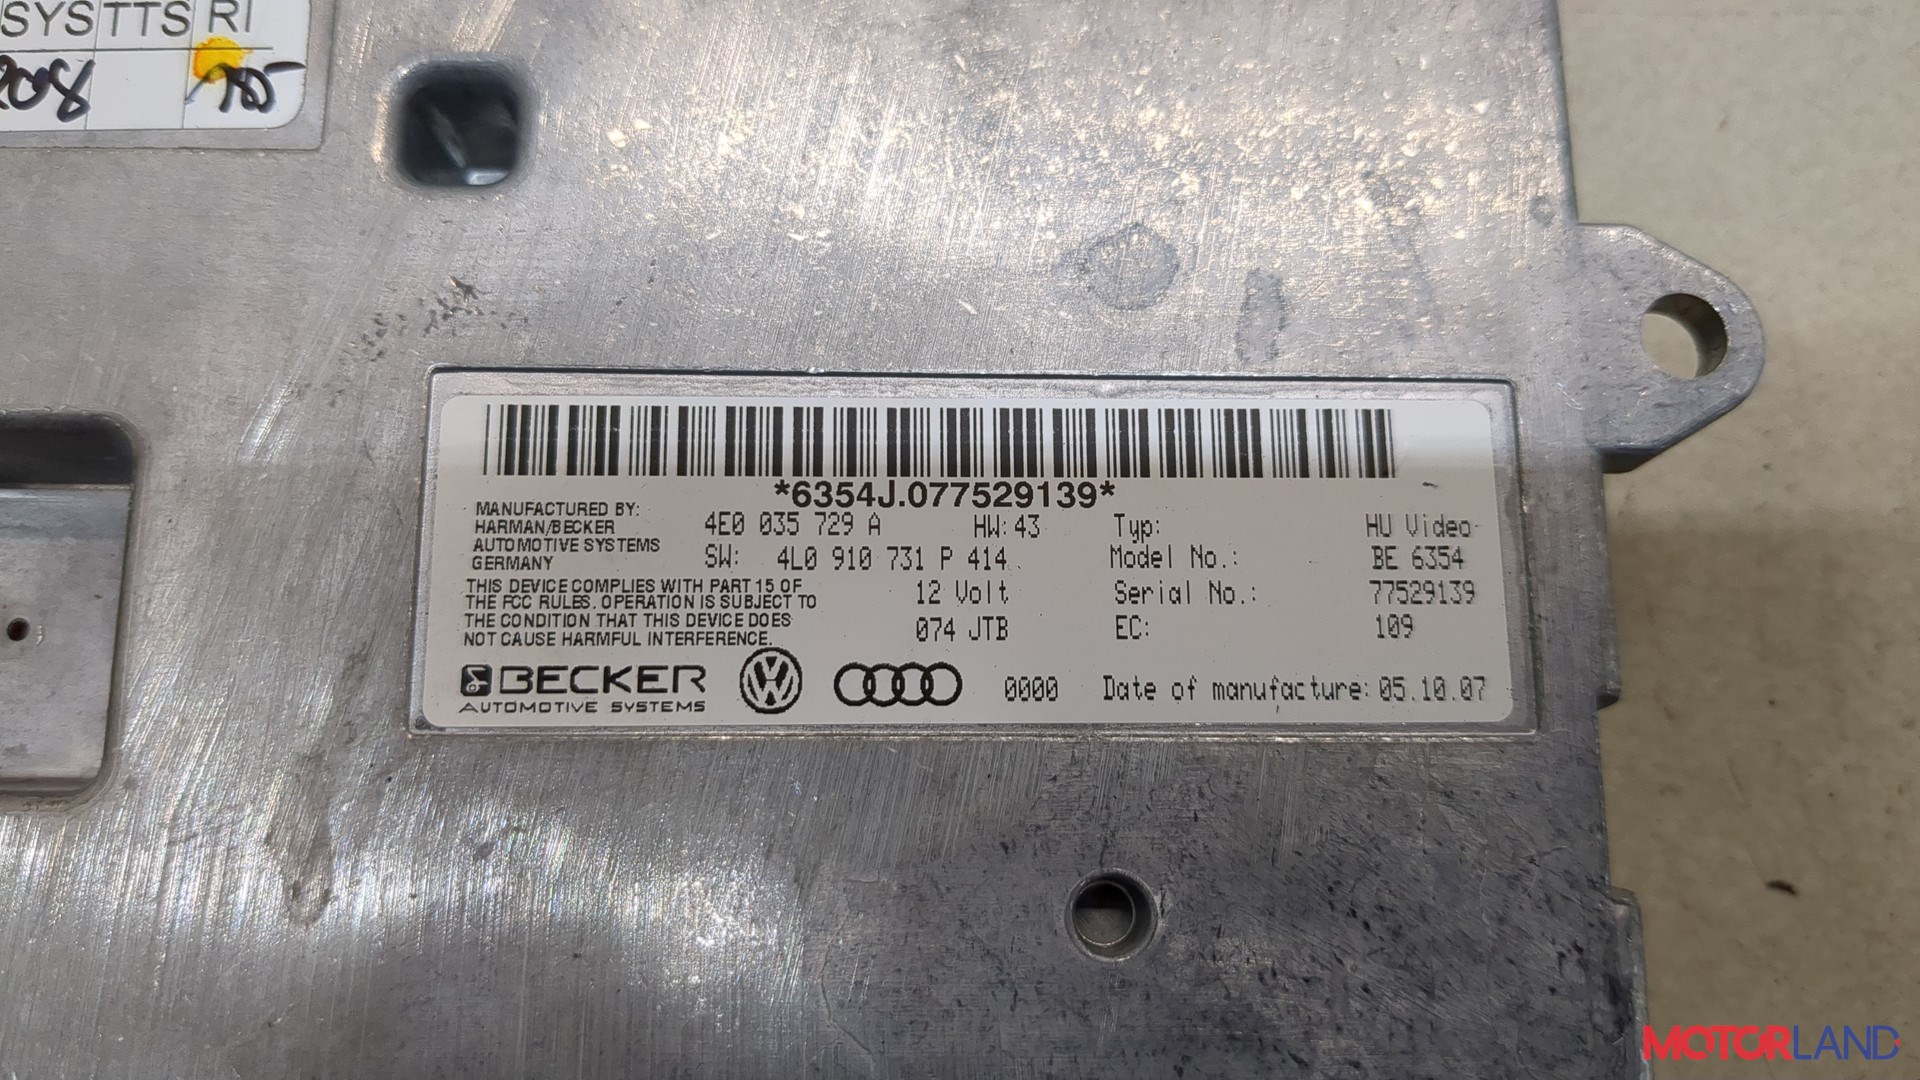 SYS TTS RI
*6354J.077529139*
MANUFACTURED BY:
HARMAN/BECKER
AUTOMOTIVE SYSTEMS
GERMANY
4E0 035 729 A HW:43
SW: 4L0 910 731 P 414
THIS DEVICE COMPLIES WITH PART 15 OF
THE FCC RULES. OPERATION IS SUBJECT TO
THE CONDITION THAT THIS DEVICE DOES
NOT CAUSE HARMFUL INTERFERENCE.
12 Volt
074 JTB
Typ: HU Video
Model No.: BE 6354
Serial No.: 77529139
EC: 109
BECKER
AUTOMOTIVE SYSTEMS
0000 Date of manufacture: 05.10.07
MOTORLAND